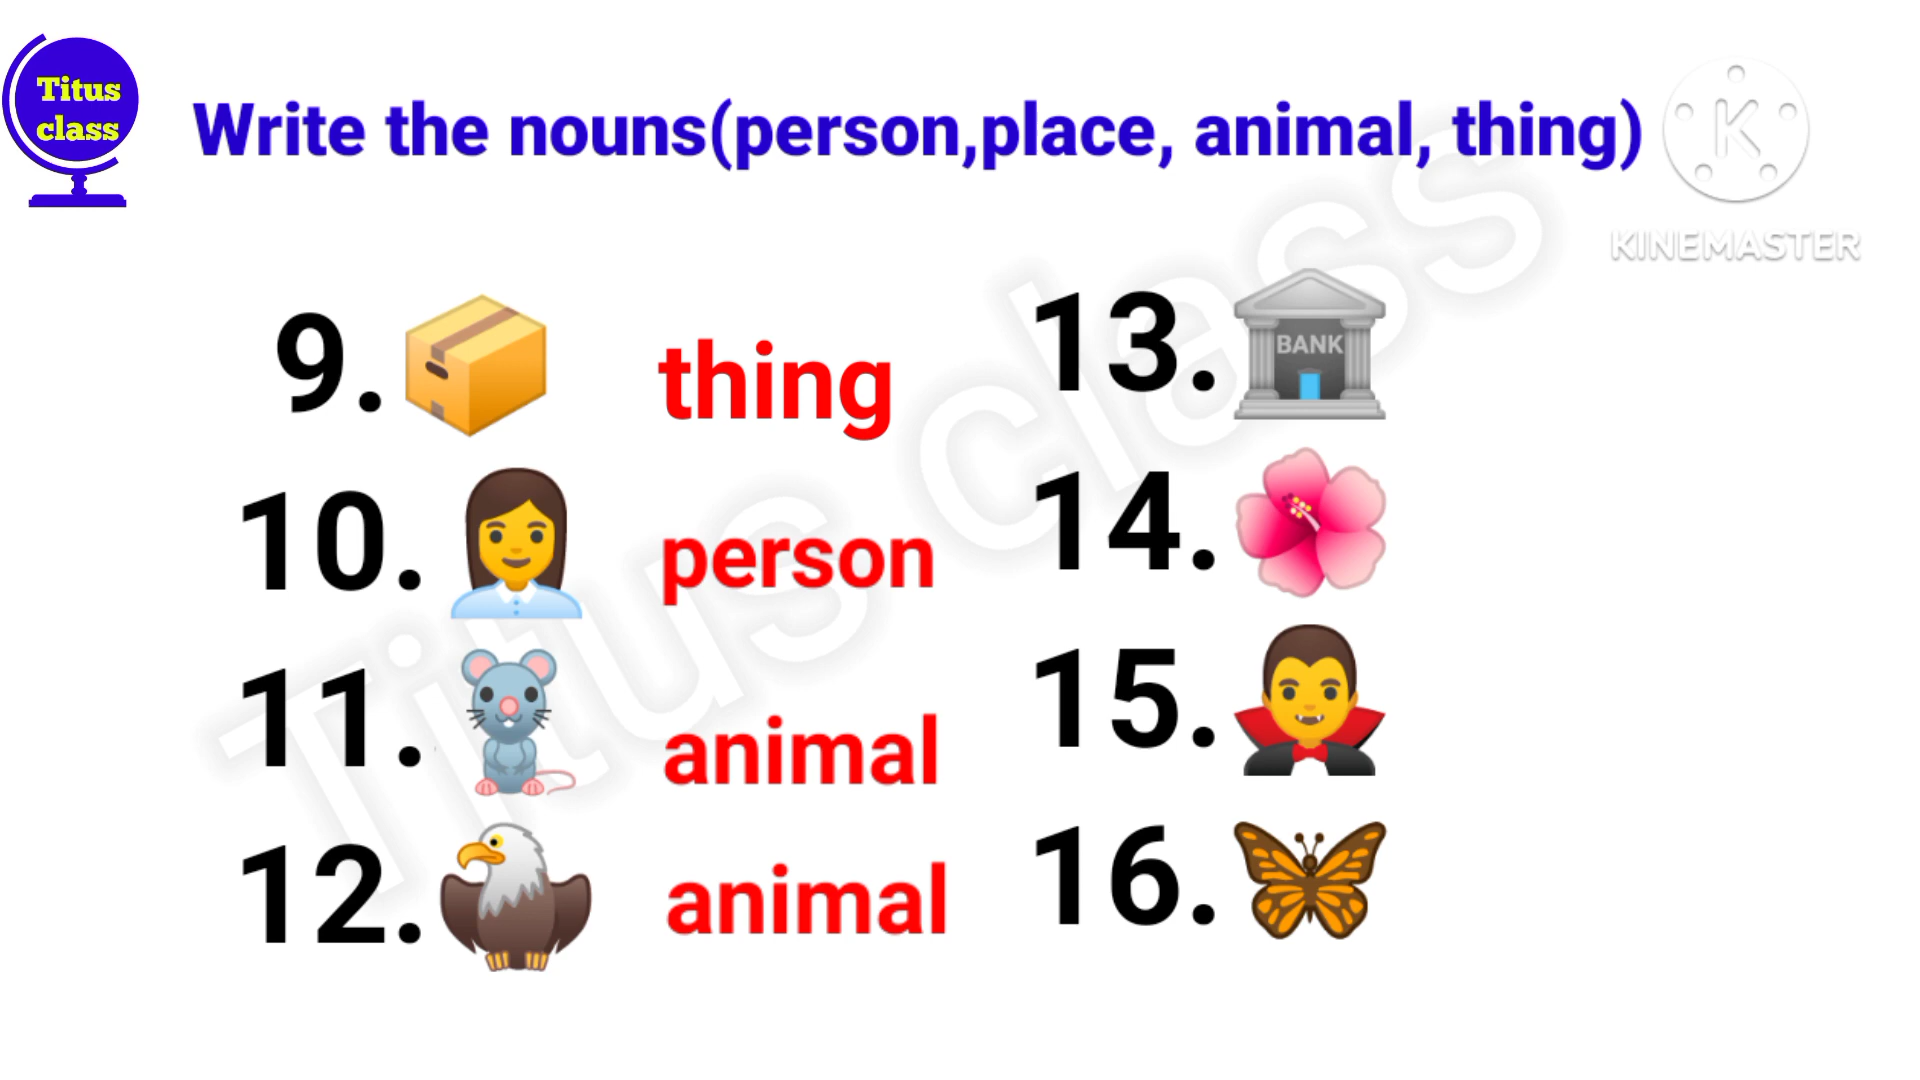 Titus
class
Write the nouns(person,place, animal, thing)
K
KINEMASTER
9. thing
10. person
11. animal
12. animal
13. BANK
14.
15.
16.
Titus class